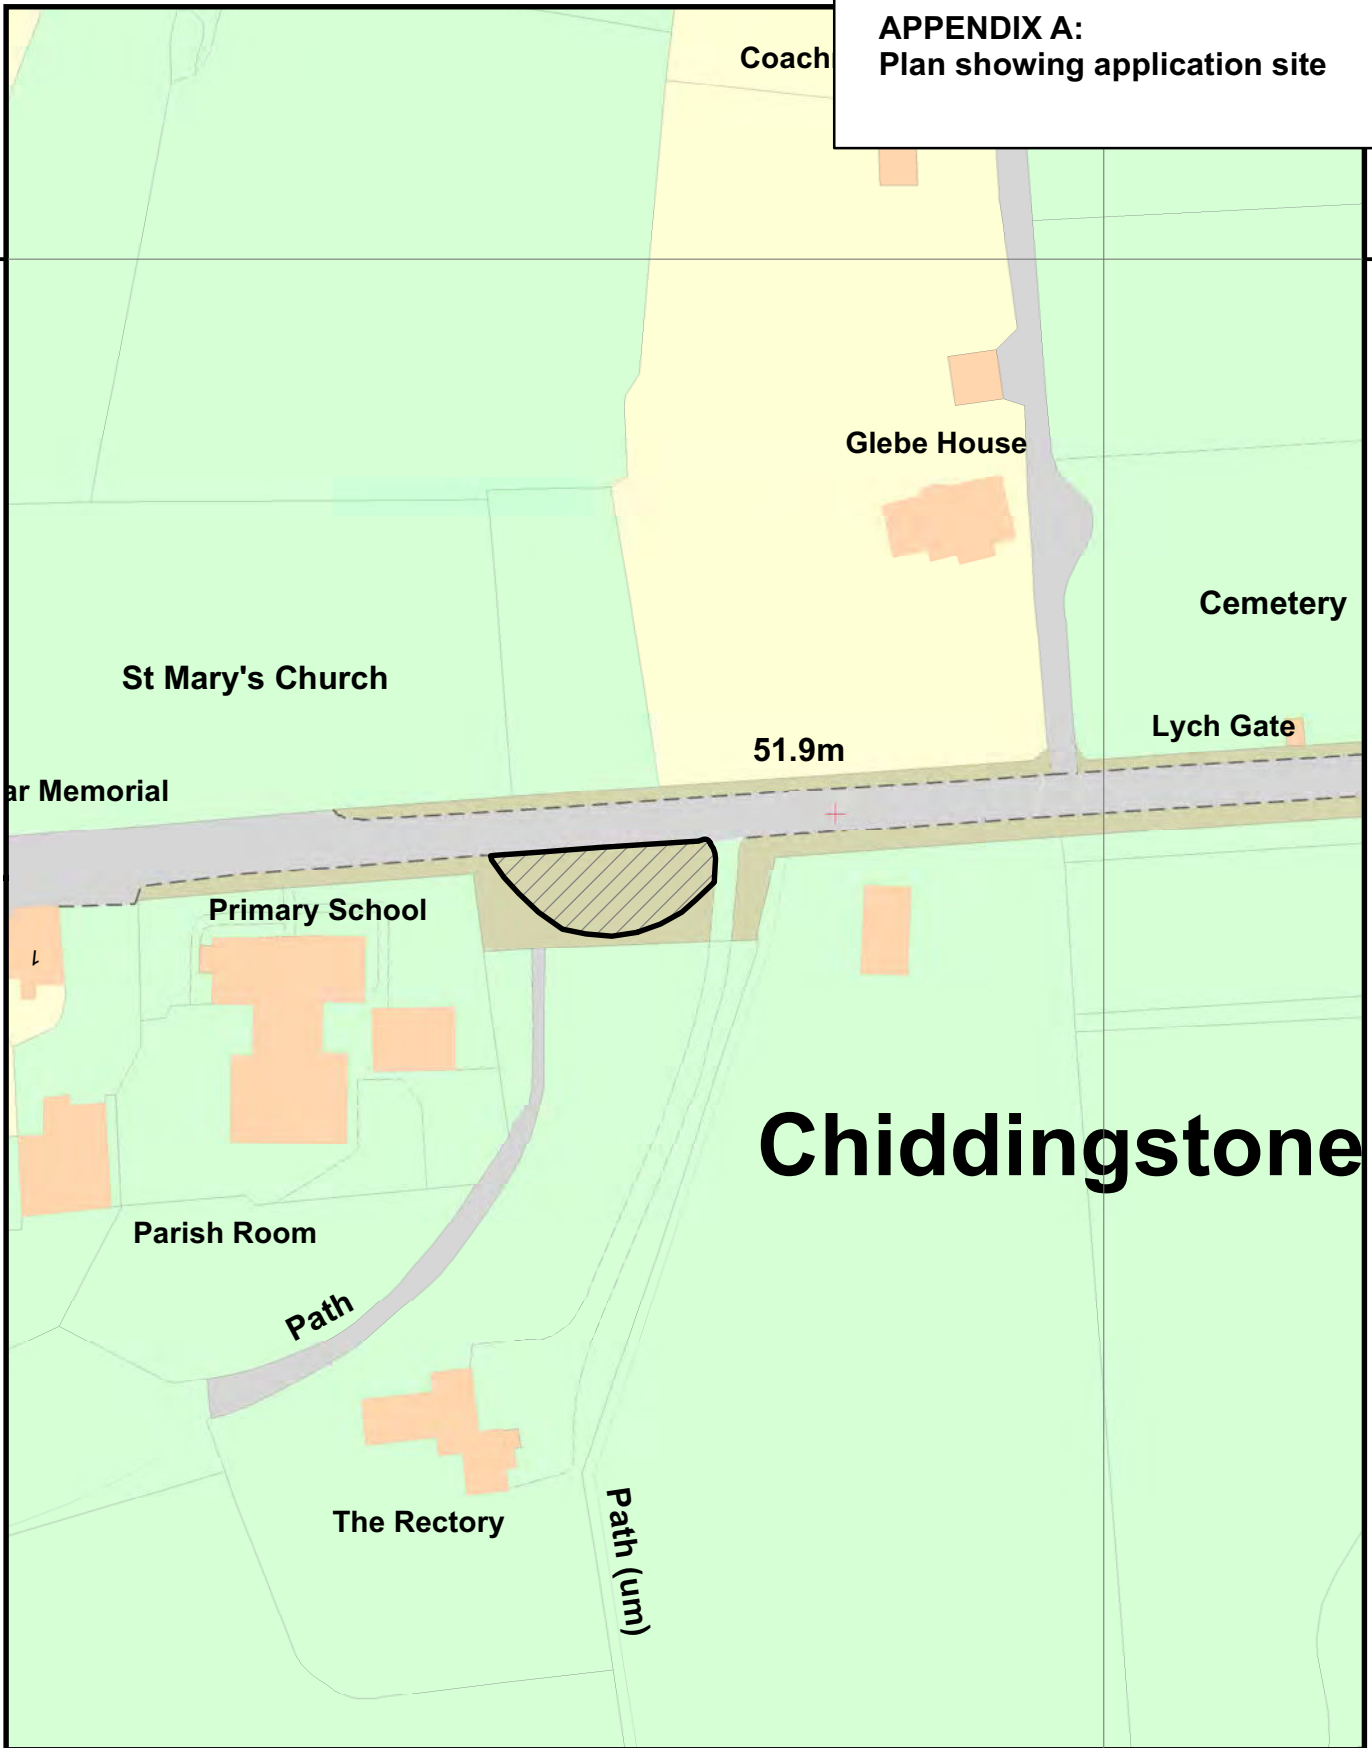 APPENDIX A:
Plan showing application site
Coach
Glebe House
Cemetery
St Mary's Church
Lych Gate
51.9m
ar Memorial
Primary School
1
Chiddingstone
Parish Room
Path
The Rectory
Path (um)